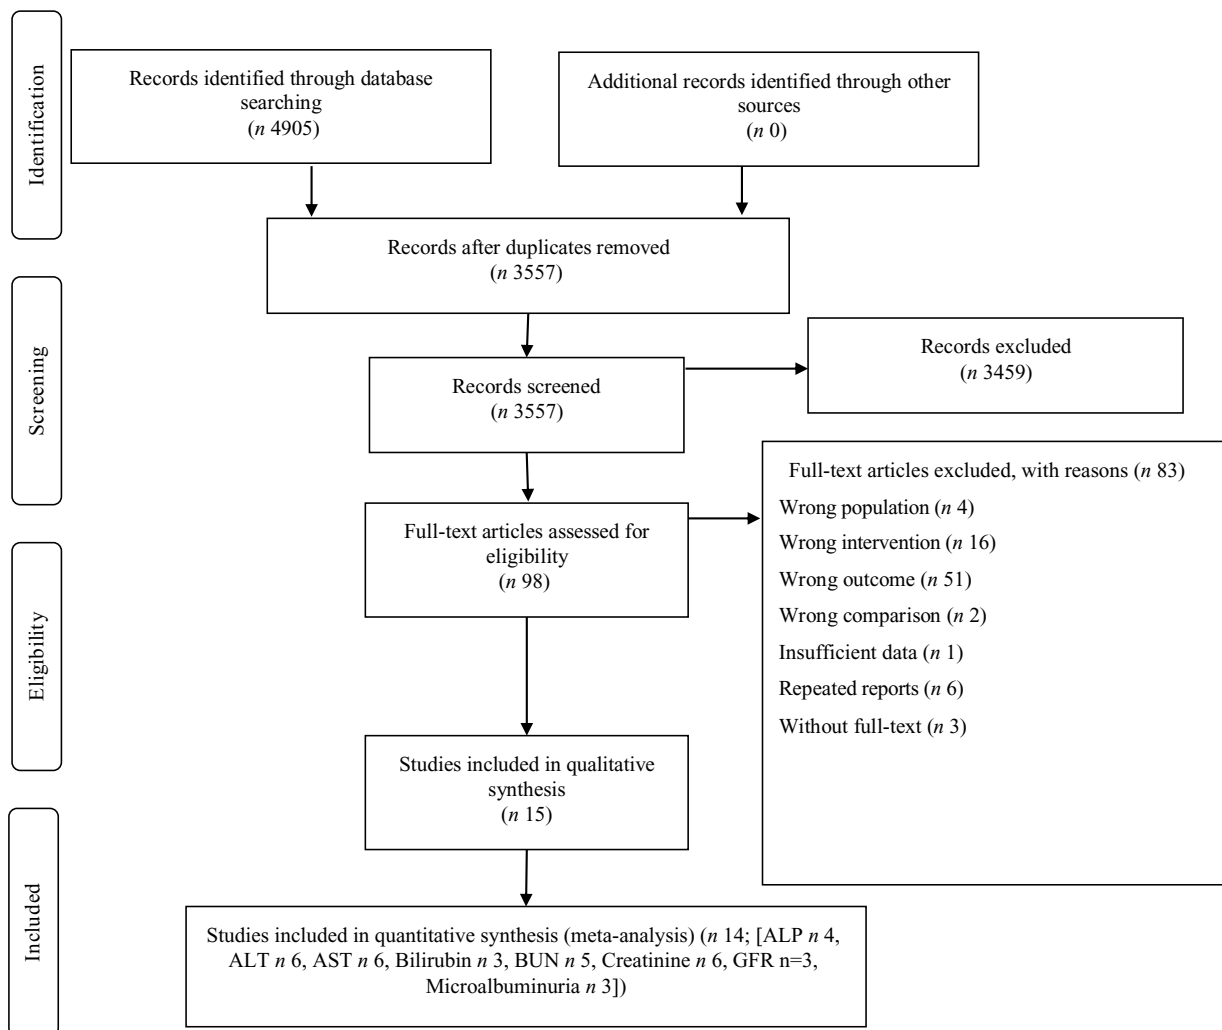 Identification
Records identified through database
searching
(n 4905)
Additional records identified through other
sources
(n 0)
Records after duplicates removed
(n 3557)
Screening
Records screened
(n 3557)
Records excluded
(n 3459)
Eligibility
Full-text articles assessed for
eligibility
(n 98)
Full-text articles excluded, with reasons (n 83)
Wrong population (n 4)
Wrong intervention (n 16)
Wrong outcome (n 51)
Wrong comparison (n 2)
Insufficient data (n 1)
Repeated reports (n 6)
Without full-text (n 3)
Studies included in qualitative
synthesis
(n 15)
Included
Studies included in quantitative synthesis (meta-analysis) (n 14; [ALP n 4,
ALT n 6, AST n 6, Bilirubin n 3, BUN n 5, Creatinine n 6, GFR n=3,
Microalbuminuria n 3])